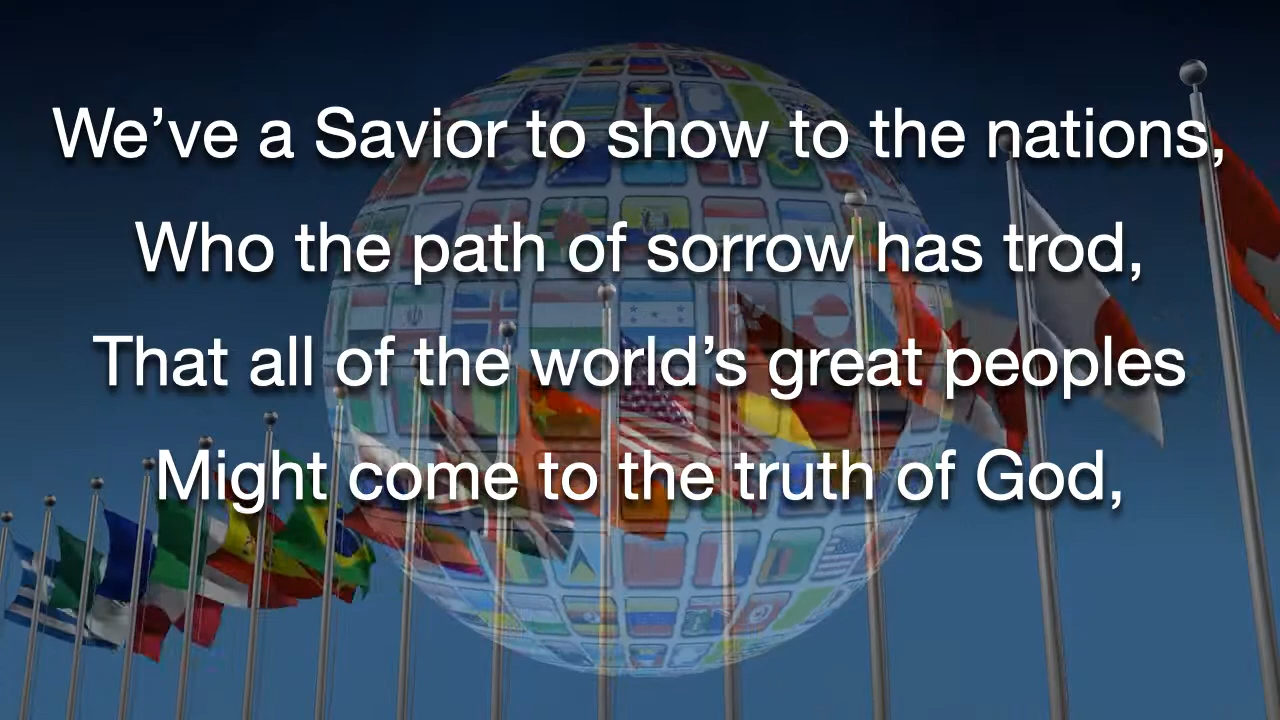 We’ve a Savior to show to the nations,
Who the path of sorrow has trod,
That all of the world’s great peoples
Might come to the truth of God,